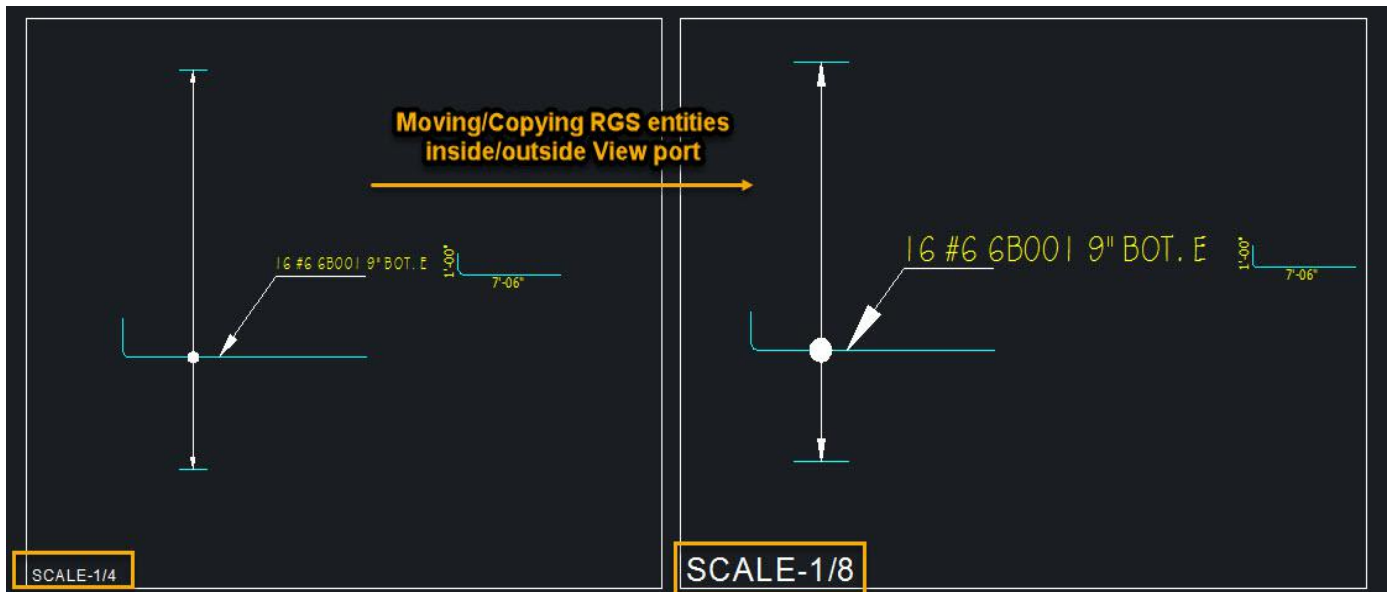 Moving/Copying RGS entities
inside/outside View port
16 #6 6B001 9" BOT. E
1'-00"
7'-06"
SCALE-1/4
16 #6 6B001 9" BOT. E
1'-00"
7'-06"
SCALE-1/8